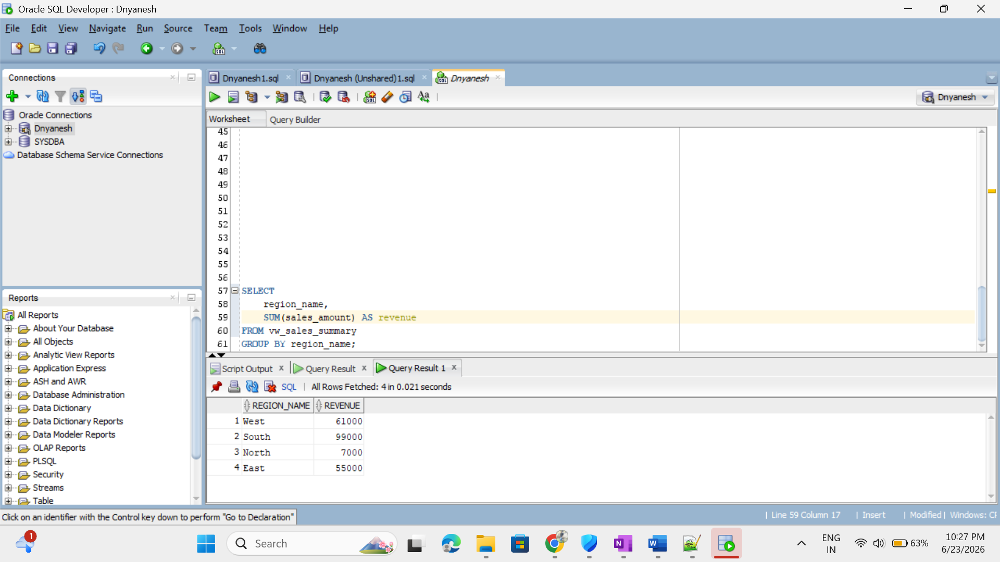 Oracle SQL Developer : Dnyanesh
File Edit View Navigate Run Source Team Tools Window Help
SQL
Connections
Dnyanesh1.sql
Dnyanesh (Unshared)1.sql
SQL Dnyanesh
SQL Aa
Dnyanesh
Oracle Connections
Dnyanesh
SYSDBA
Database Schema Service Connections
Worksheet Query Builder
45
46
47
48
49
50
51
52
53
54
55
56
57 SELECT
58 region_name,
59 SUM(sales_amount) AS revenue
60 FROM vw_sales_summary
61 GROUP BY region_name;
Reports
All Reports
About Your Database
All Objects
Analytic View Reports
Application Express
ASH and AWR
Database Administration
Data Dictionary
Data Dictionary Reports
Data Modeler Reports
OLAP Reports
PLSQL
Security
Streams
Table
Script Output x Query Result x Query Result 1 x
SQL | All Rows Fetched: 4 in 0.021 seconds
REGION_NAME REVENUE
1 West 61000
2 South 99000
3 North 7000
4 East 55000
Click on an identifier with the Control key down to perform "Go to Declaration"
| Line 59 Column 17 | Insert | Modified | Windows: CF
1
Search
N
W
ENG
IN
63%
10:27 PM
6/23/2026